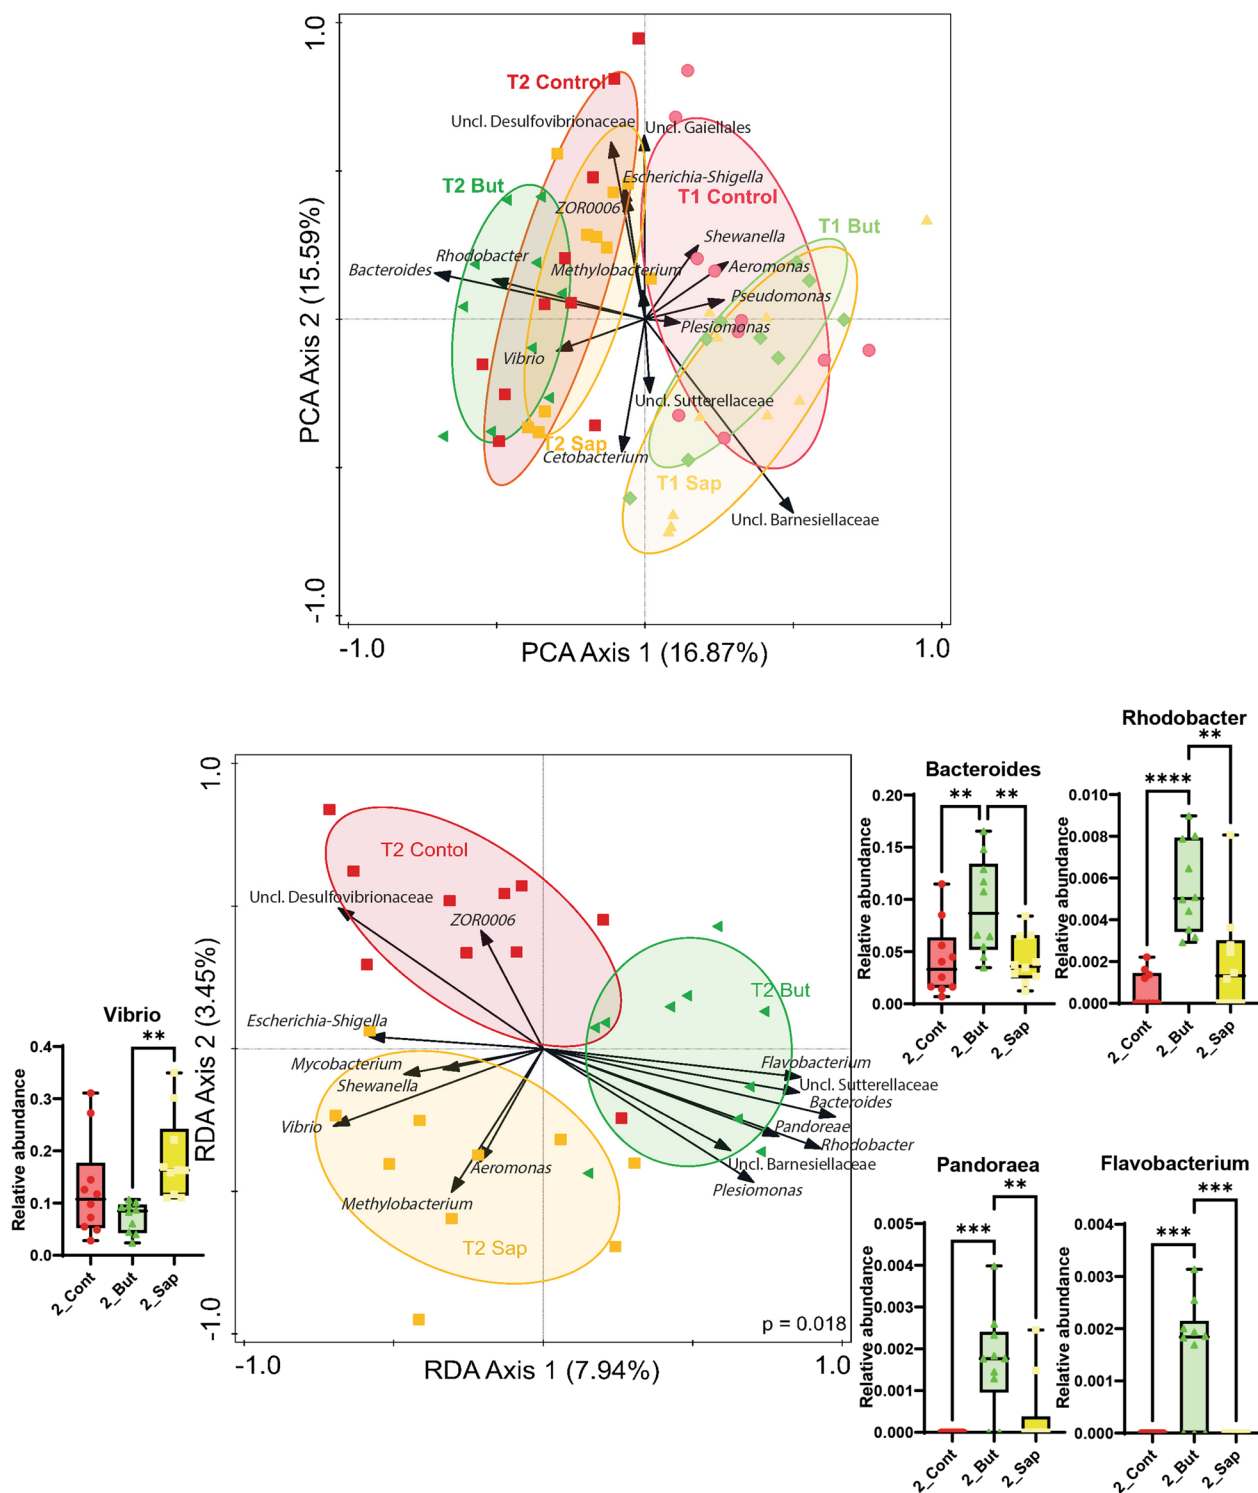 1.0
T2 Control
Uncl. Desulfovibrionaceae
Uncl. Gaiellales
T2 But
Escherichia-Shigella
T1 Control
ZOR0006
T1 But
Shewanella
Rhodobacter
Bacteroides
Methylobacterium
Aeromonas
Pseudomonas
Plesiomonas
Vibrio
Uncl. Sutterellaceae
T2 Sap
Cetobacterium
T1 Sap
Uncl. Barnesiellaceae
PCA Axis 2 (15.59%)
-1.0
-1.0
PCA Axis 1 (16.87%)
1.0
1.0
T2 Contol
Uncl. Desulfovibrionaceae
ZOR0006
T2 But
Escherichia-Shigella
Mycobacterium
Shewanella
Vibrio
Flavobacterium
Uncl. Sutterellaceae
Bacteroides
Pandoreae
Rhodobacter
Uncl. Barnesiellaceae
Plesiomonas
Aeromonas
Methylobacterium
T2 Sap
p = 0.018
RDA Axis 2 (3.45%)
-1.0
-1.0
RDA Axis 1 (7.94%)
1.0
Vibrio
**
0.4
0.3
0.2
0.1
0.0
Relative abundance
2_Cont
2_But
2_Sap
Bacteroides
** **
0.20
0.15
0.10
0.05
0.00
Relative abundance
2_Cont
2_But
2_Sap
Rhodobacter
**
****
0.010
0.008
0.006
0.004
0.002
0.000
Relative abundance
2_Cont
2_But
2_Sap
Pandoraea
**
***
0.005
0.004
0.003
0.002
0.001
0.000
Relative abundance
2_Cont
2_But
2_Sap
Flavobacterium
***
***
0.004
0.003
0.002
0.001
0.000
Relative abundance
2_Cont
2_But
2_Sap